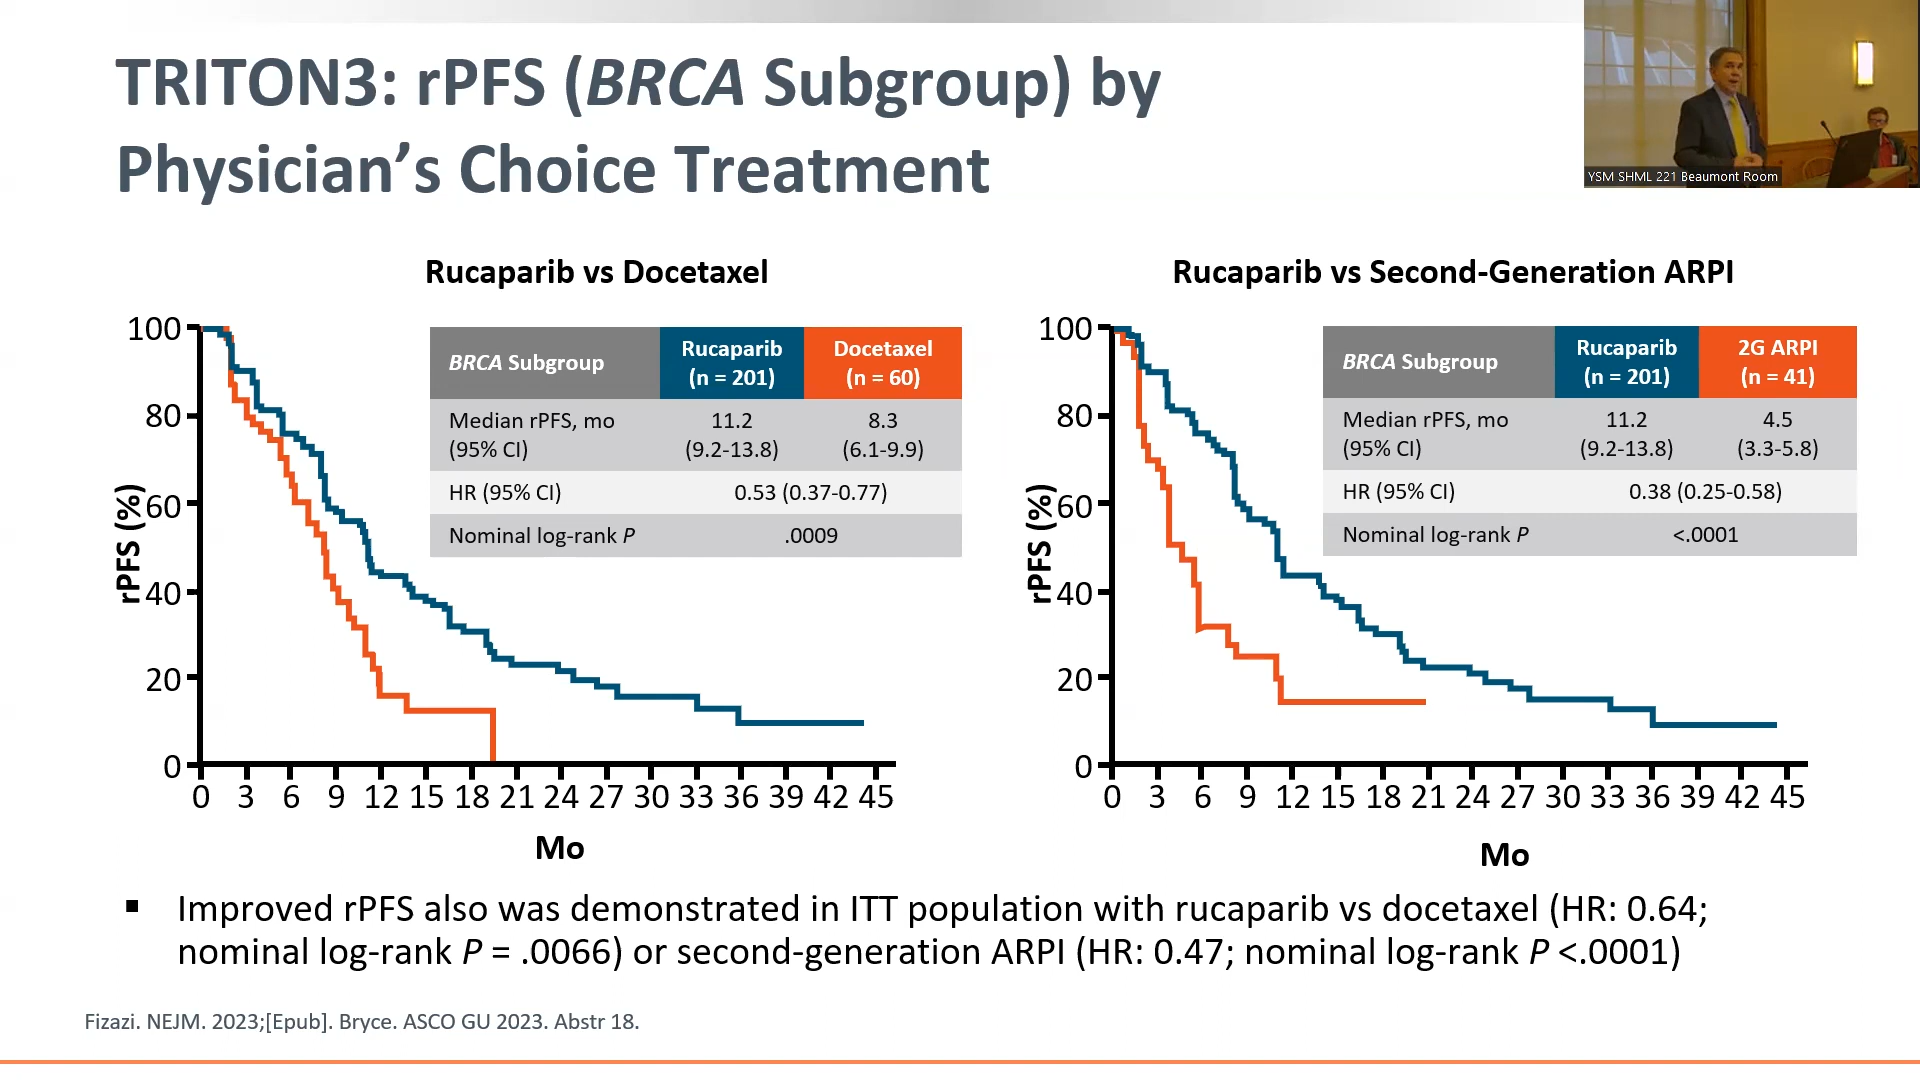 TRITON3: rPFS (BRCA Subgroup) by
Physician’s Choice Treatment
YSM SHML 221 Beaumont Room
Rucaparib vs Docetaxel
100
80
60
40
20
0
rPFS (%)
BRCA Subgroup
Rucaparib
(n = 201)
Docetaxel
(n = 60)
Median rPFS, mo
(95% CI)
11.2
(9.2-13.8)
8.3
(6.1-9.9)
HR (95% CI)
0.53 (0.37-0.77)
Nominal log-rank P
.0009
0 3 6 9 12 15 18 21 24 27 30 33 36 39 42 45
Mo
Rucaparib vs Second-Generation ARPI
100
80
60
40
20
0
rPFS (%)
BRCA Subgroup
Rucaparib
(n = 201)
2G ARPI
(n = 41)
Median rPFS, mo
(95% CI)
11.2
(9.2-13.8)
4.5
(3.3-5.8)
HR (95% CI)
0.38 (0.25-0.58)
Nominal log-rank P
<.0001
0 3 6 9 12 15 18 21 24 27 30 33 36 39 42 45
Mo
▪ Improved rPFS also was demonstrated in ITT population with rucaparib vs docetaxel (HR: 0.64;
nominal log-rank P = .0066) or second-generation ARPI (HR: 0.47; nominal log-rank P <.0001)
Fizazi. NEJM. 2023;[Epub]. Bryce. ASCO GU 2023. Abstr 18.